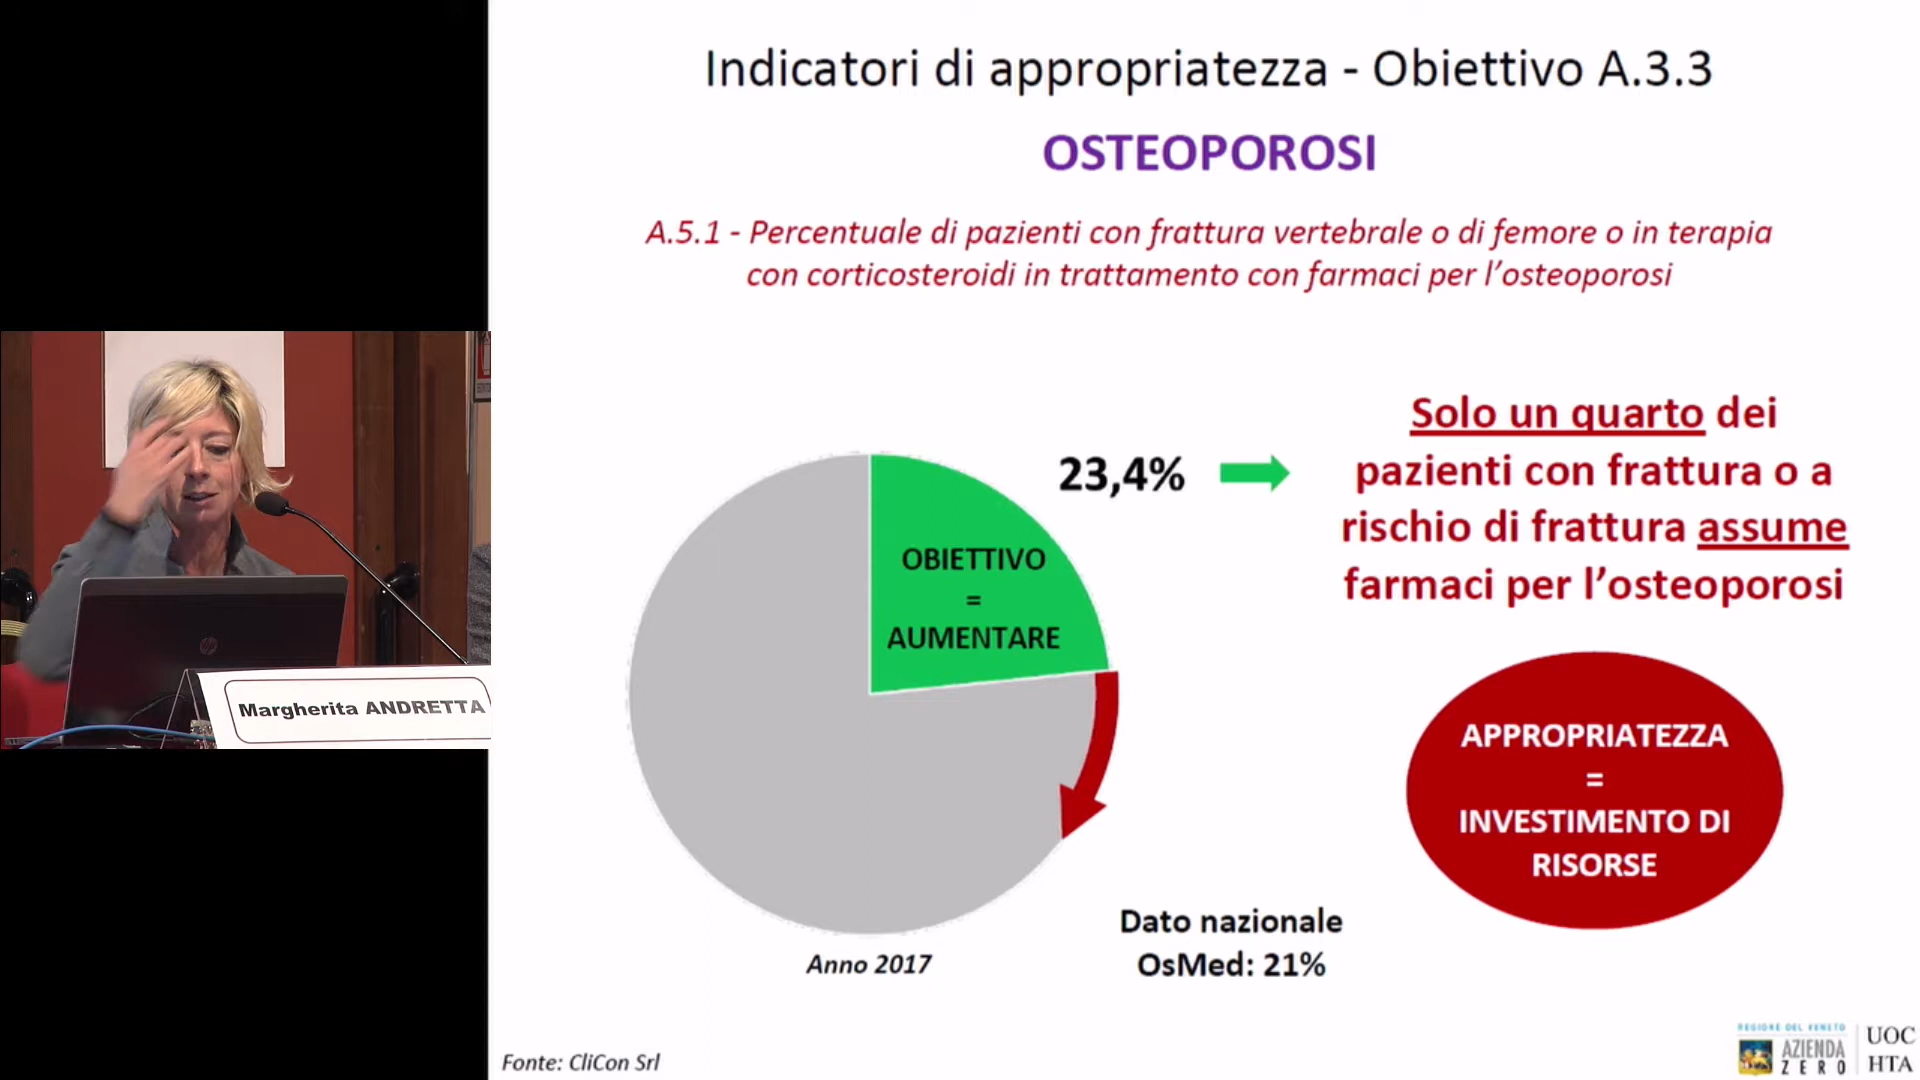 Indicatori di appropriatezza - Obiettivo A.3.3
OSTEOPOROSI
A.5.1 - Percentuale di pazienti con frattura vertebrale o di femore o in terapia
con corticosteroidi in trattamento con farmaci per l'osteoporosi
23,4%
Solo un quarto dei
pazienti con frattura o a
rischio di frattura assume
farmaci per l'osteoporosi
OBIETTIVO
=
AUMENTARE
Margherita ANDRETTA
APPROPRIATEZZA
=
INVESTIMENTO DI
RISORSE
Dato nazionale
OsMed: 21%
Anno 2017
Fonte: CliCon Srl
REGIONE DEL VENETO
AZIENDA
ZERO
UOC
HTA